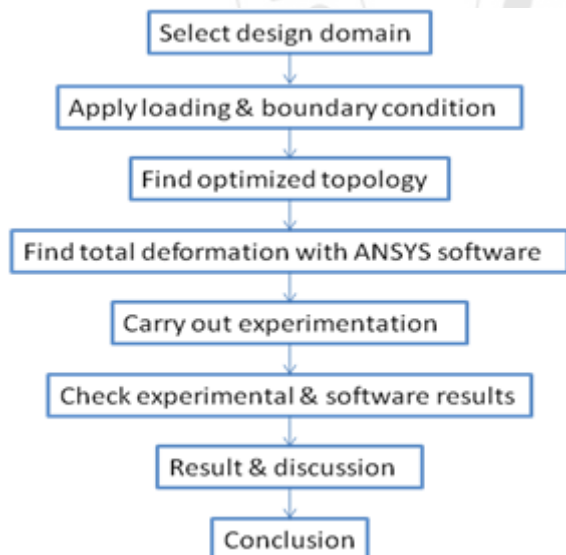 Select design domain
Apply loading & boundary condition
Find optimized topology
Find total deformation with ANSYS software
Carry out experimentation
Check experimental & software results
Result & discussion
Conclusion